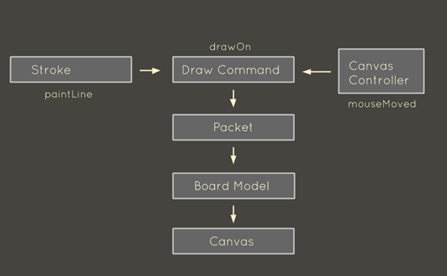 drawOn
Stroke
Draw Command
Canvas
Controller
paintLine
mouseMoved
Packet
Board Model
Canvas